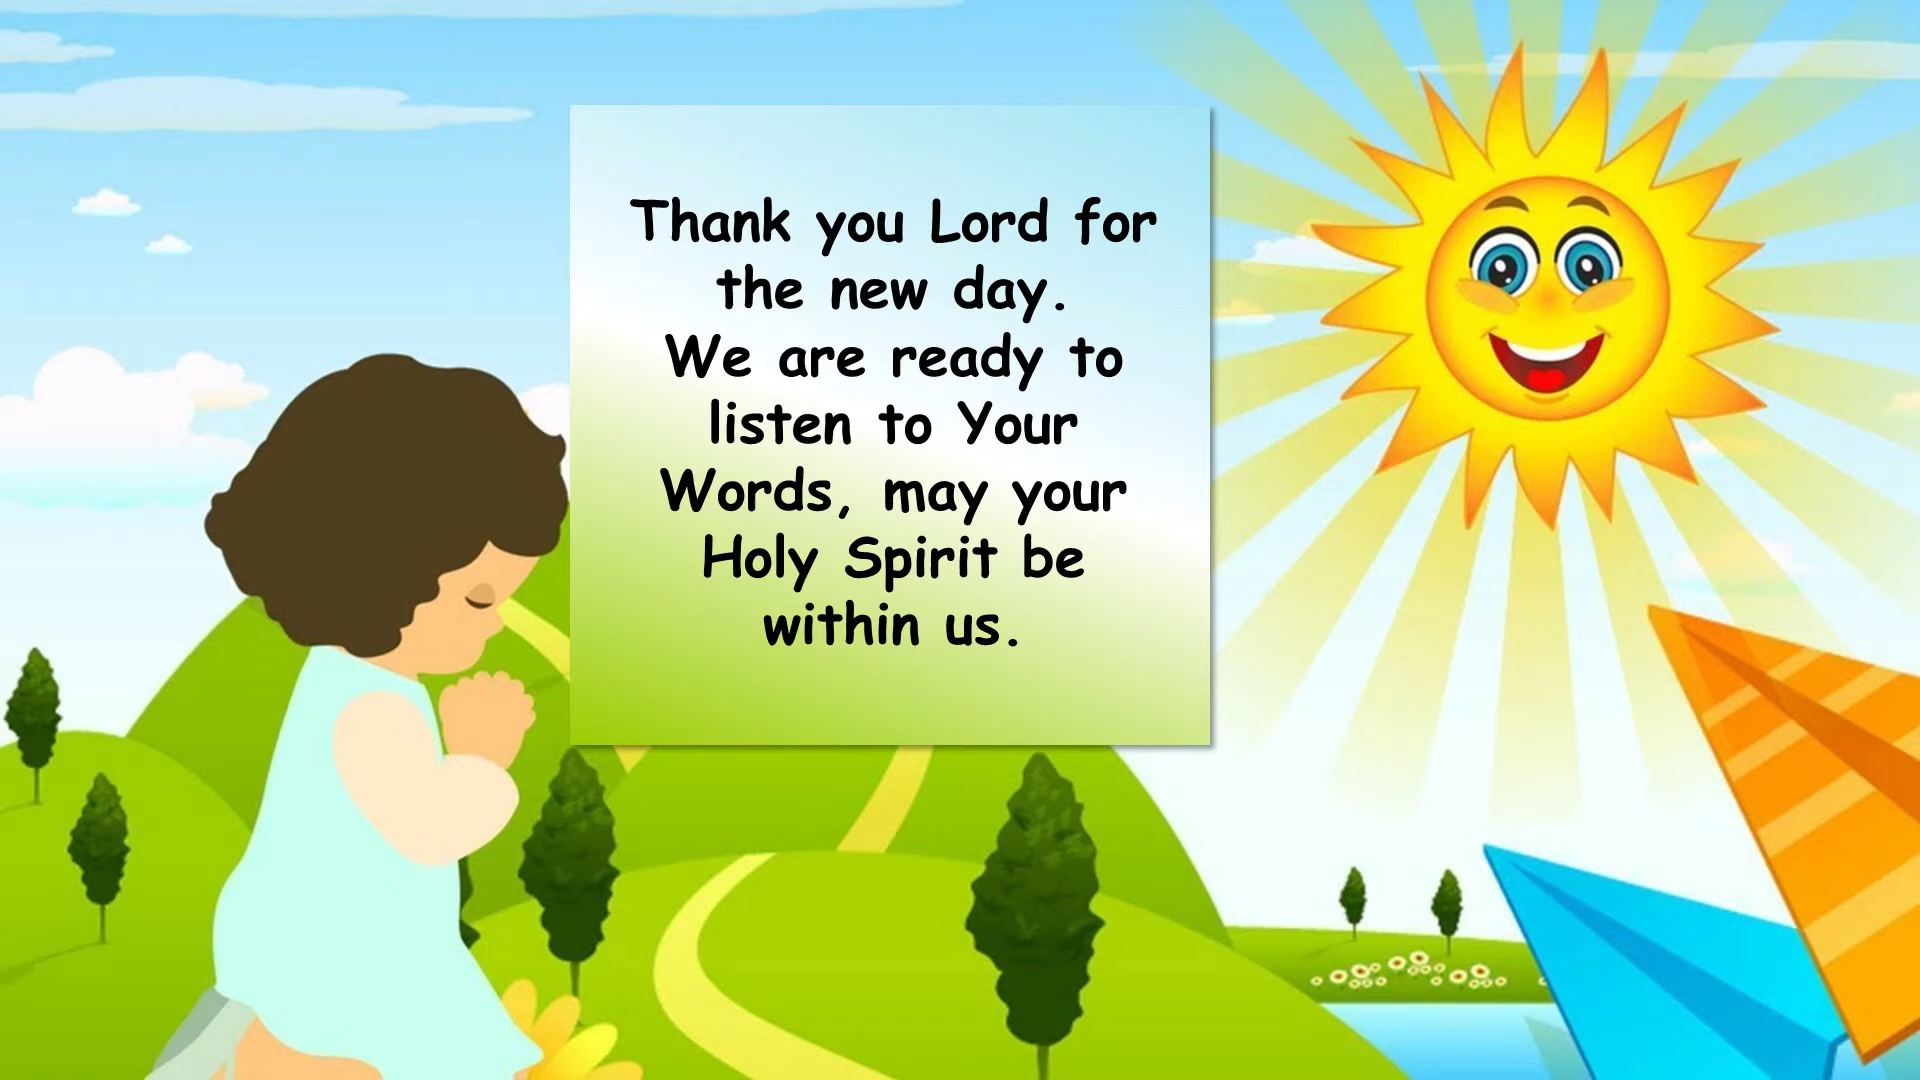 Thank you Lord for
the new day.
We are ready to
listen to Your
Words, may your
Holy Spirit be
within us.